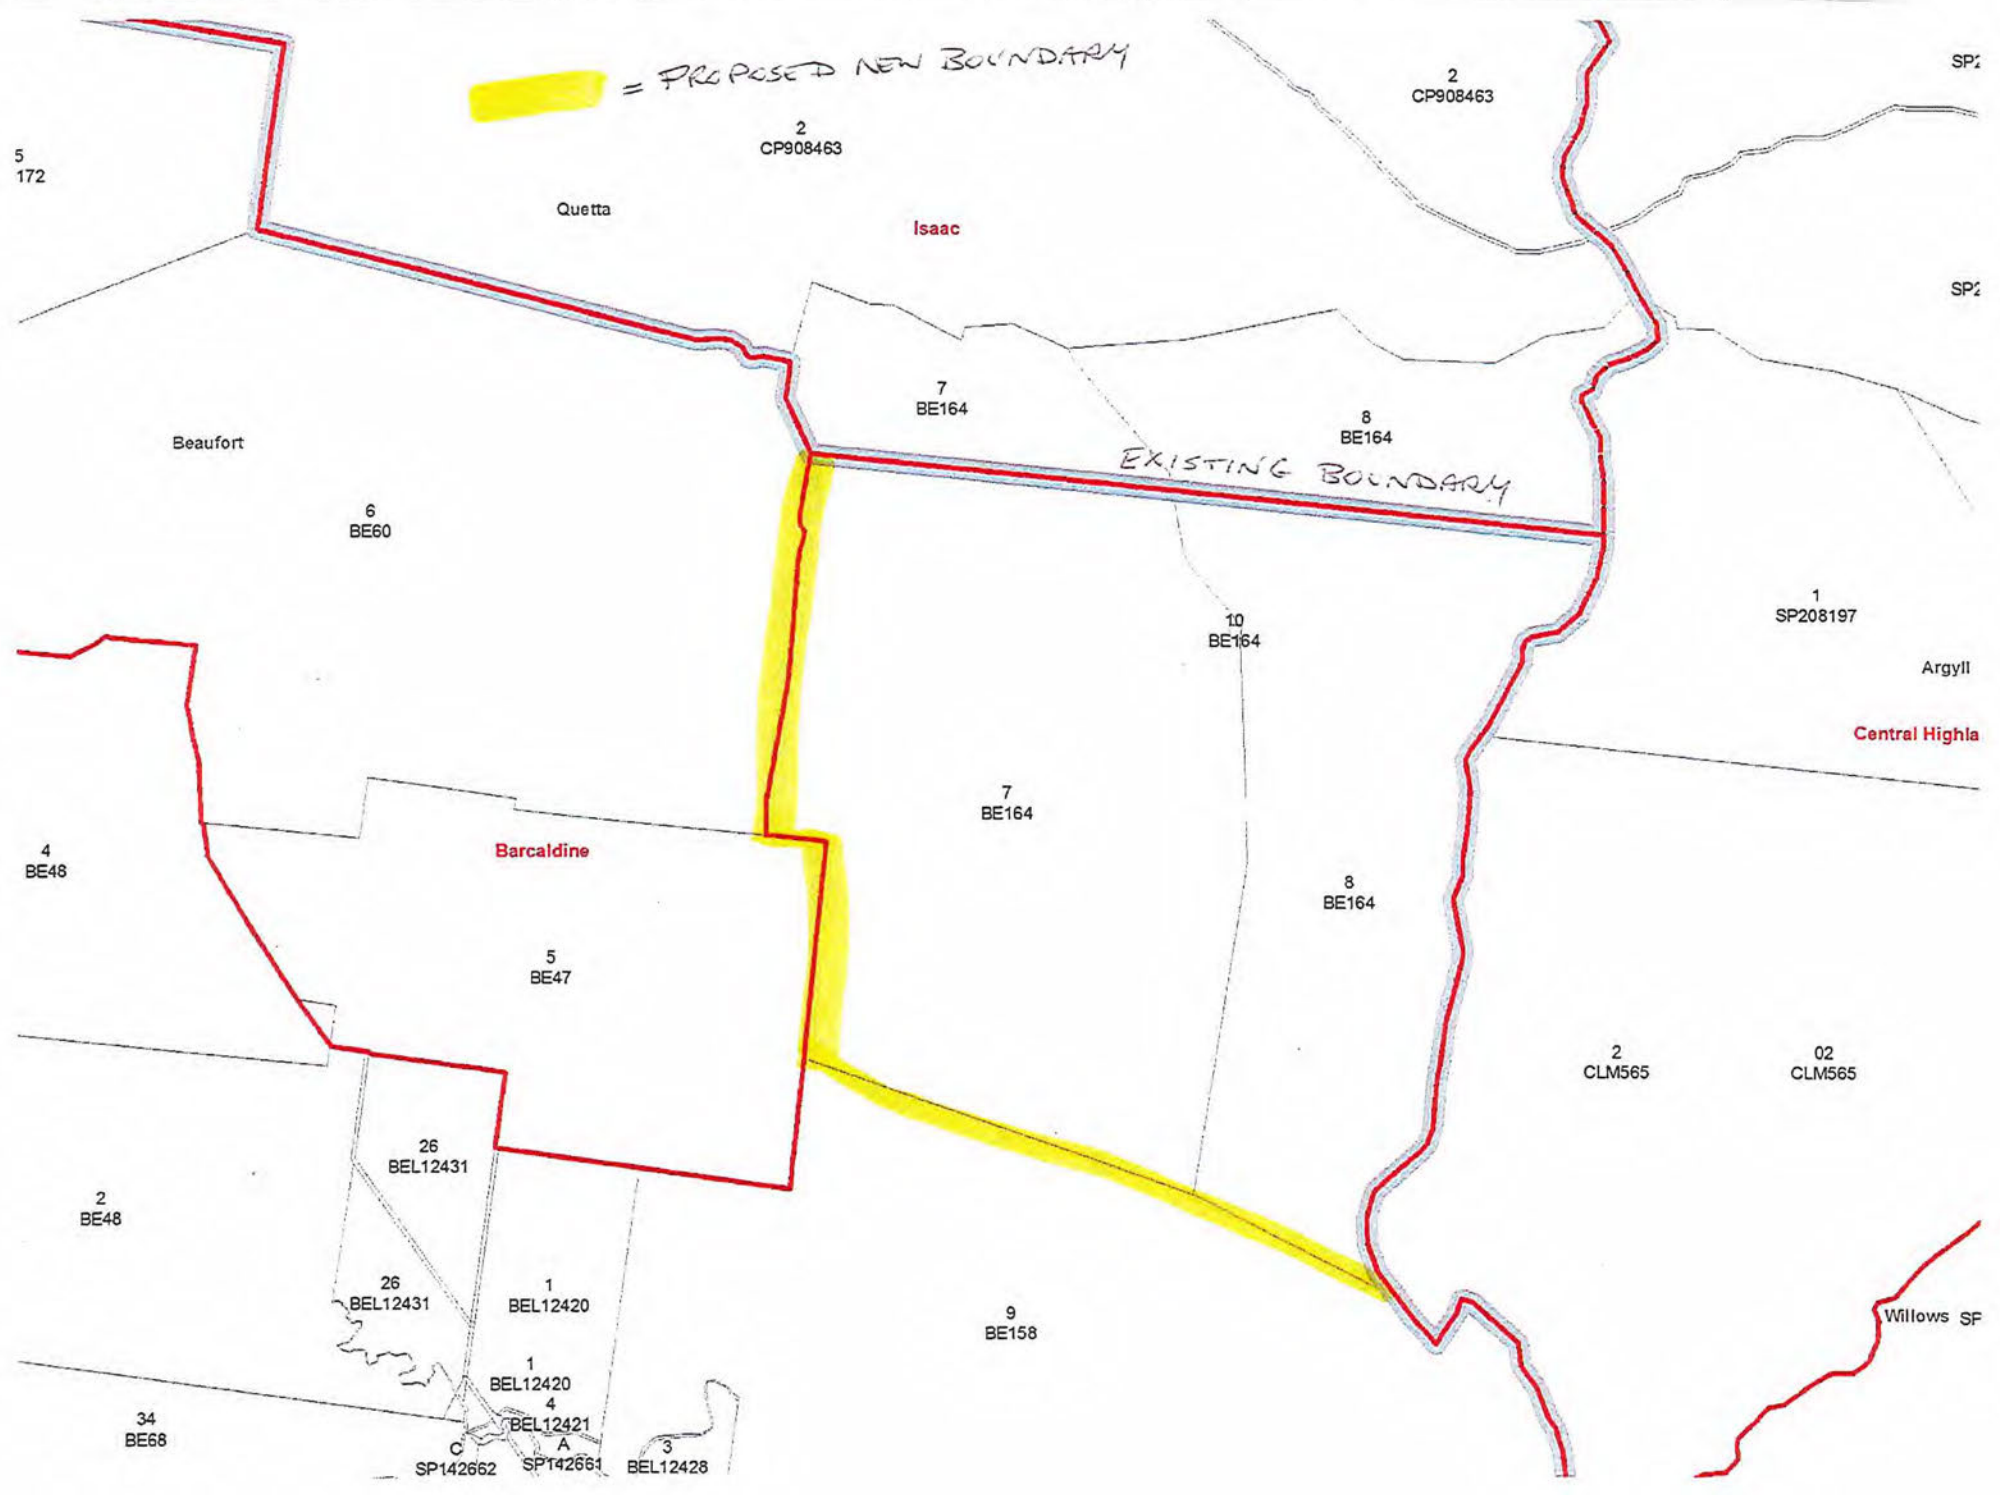 = PROPOSED NEW BOUNDARY
2
CP908463
SP2
2
CP908463
5
172
Quetta
Isaac
SP2
7
BE164
8
BE164
Beaufort
EXISTING BOUNDARY
6
BE60
1
SP208197
10
BE164
Argyll
Central Highla
7
BE164
Barcaldine
4
BE48
8
BE164
5
BE47
2
CLM565
02
CLM565
26
BEL12431
2
BE48
26
BEL12431
1
BEL12420
9
BE158
Willows SP
1
BEL12420
4
BEL12421
34
BE68
C
SP142662
A
SP142661
3
BEL12428